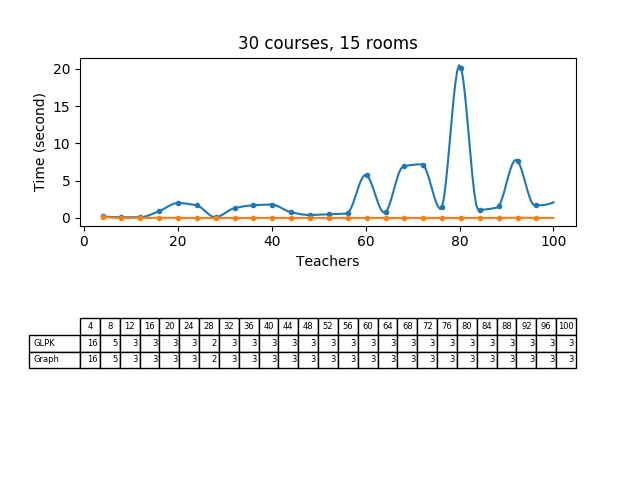 30 courses, 15 rooms
20
15
10
5
0
Time (second)
0 20 40 60 80 100
Teachers
4 8 12 16 20 24 28 32 36 40 44 48 52 56 60 64 68 72 76 80 84 88 92 96 100
GLPK 16 5 3 3 3 3 2 3 3 3 3 3 3 3 3 3 3 3 3 3 3 3 3 3 3
Graph 16 5 3 3 3 3 2 3 3 3 3 3 3 3 3 3 3 3 3 3 3 3 3 3 3